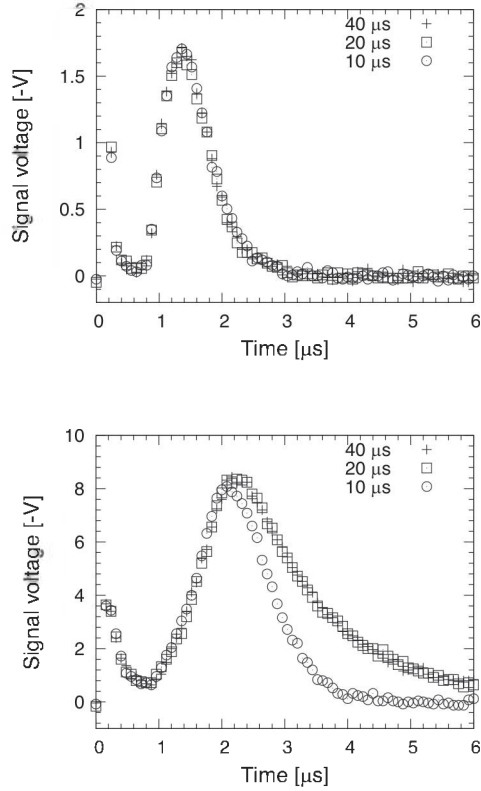 2
1.5
1
0.5
0
Signal voltage [-V]
40 μs
20 μs
10 μs
0 1 2 3 4 5 6
Time [μs]
10
8
6
4
2
0
Signal voltage [-V]
40 μs
20 μs
10 μs
0 1 2 3 4 5 6
Time [μs]